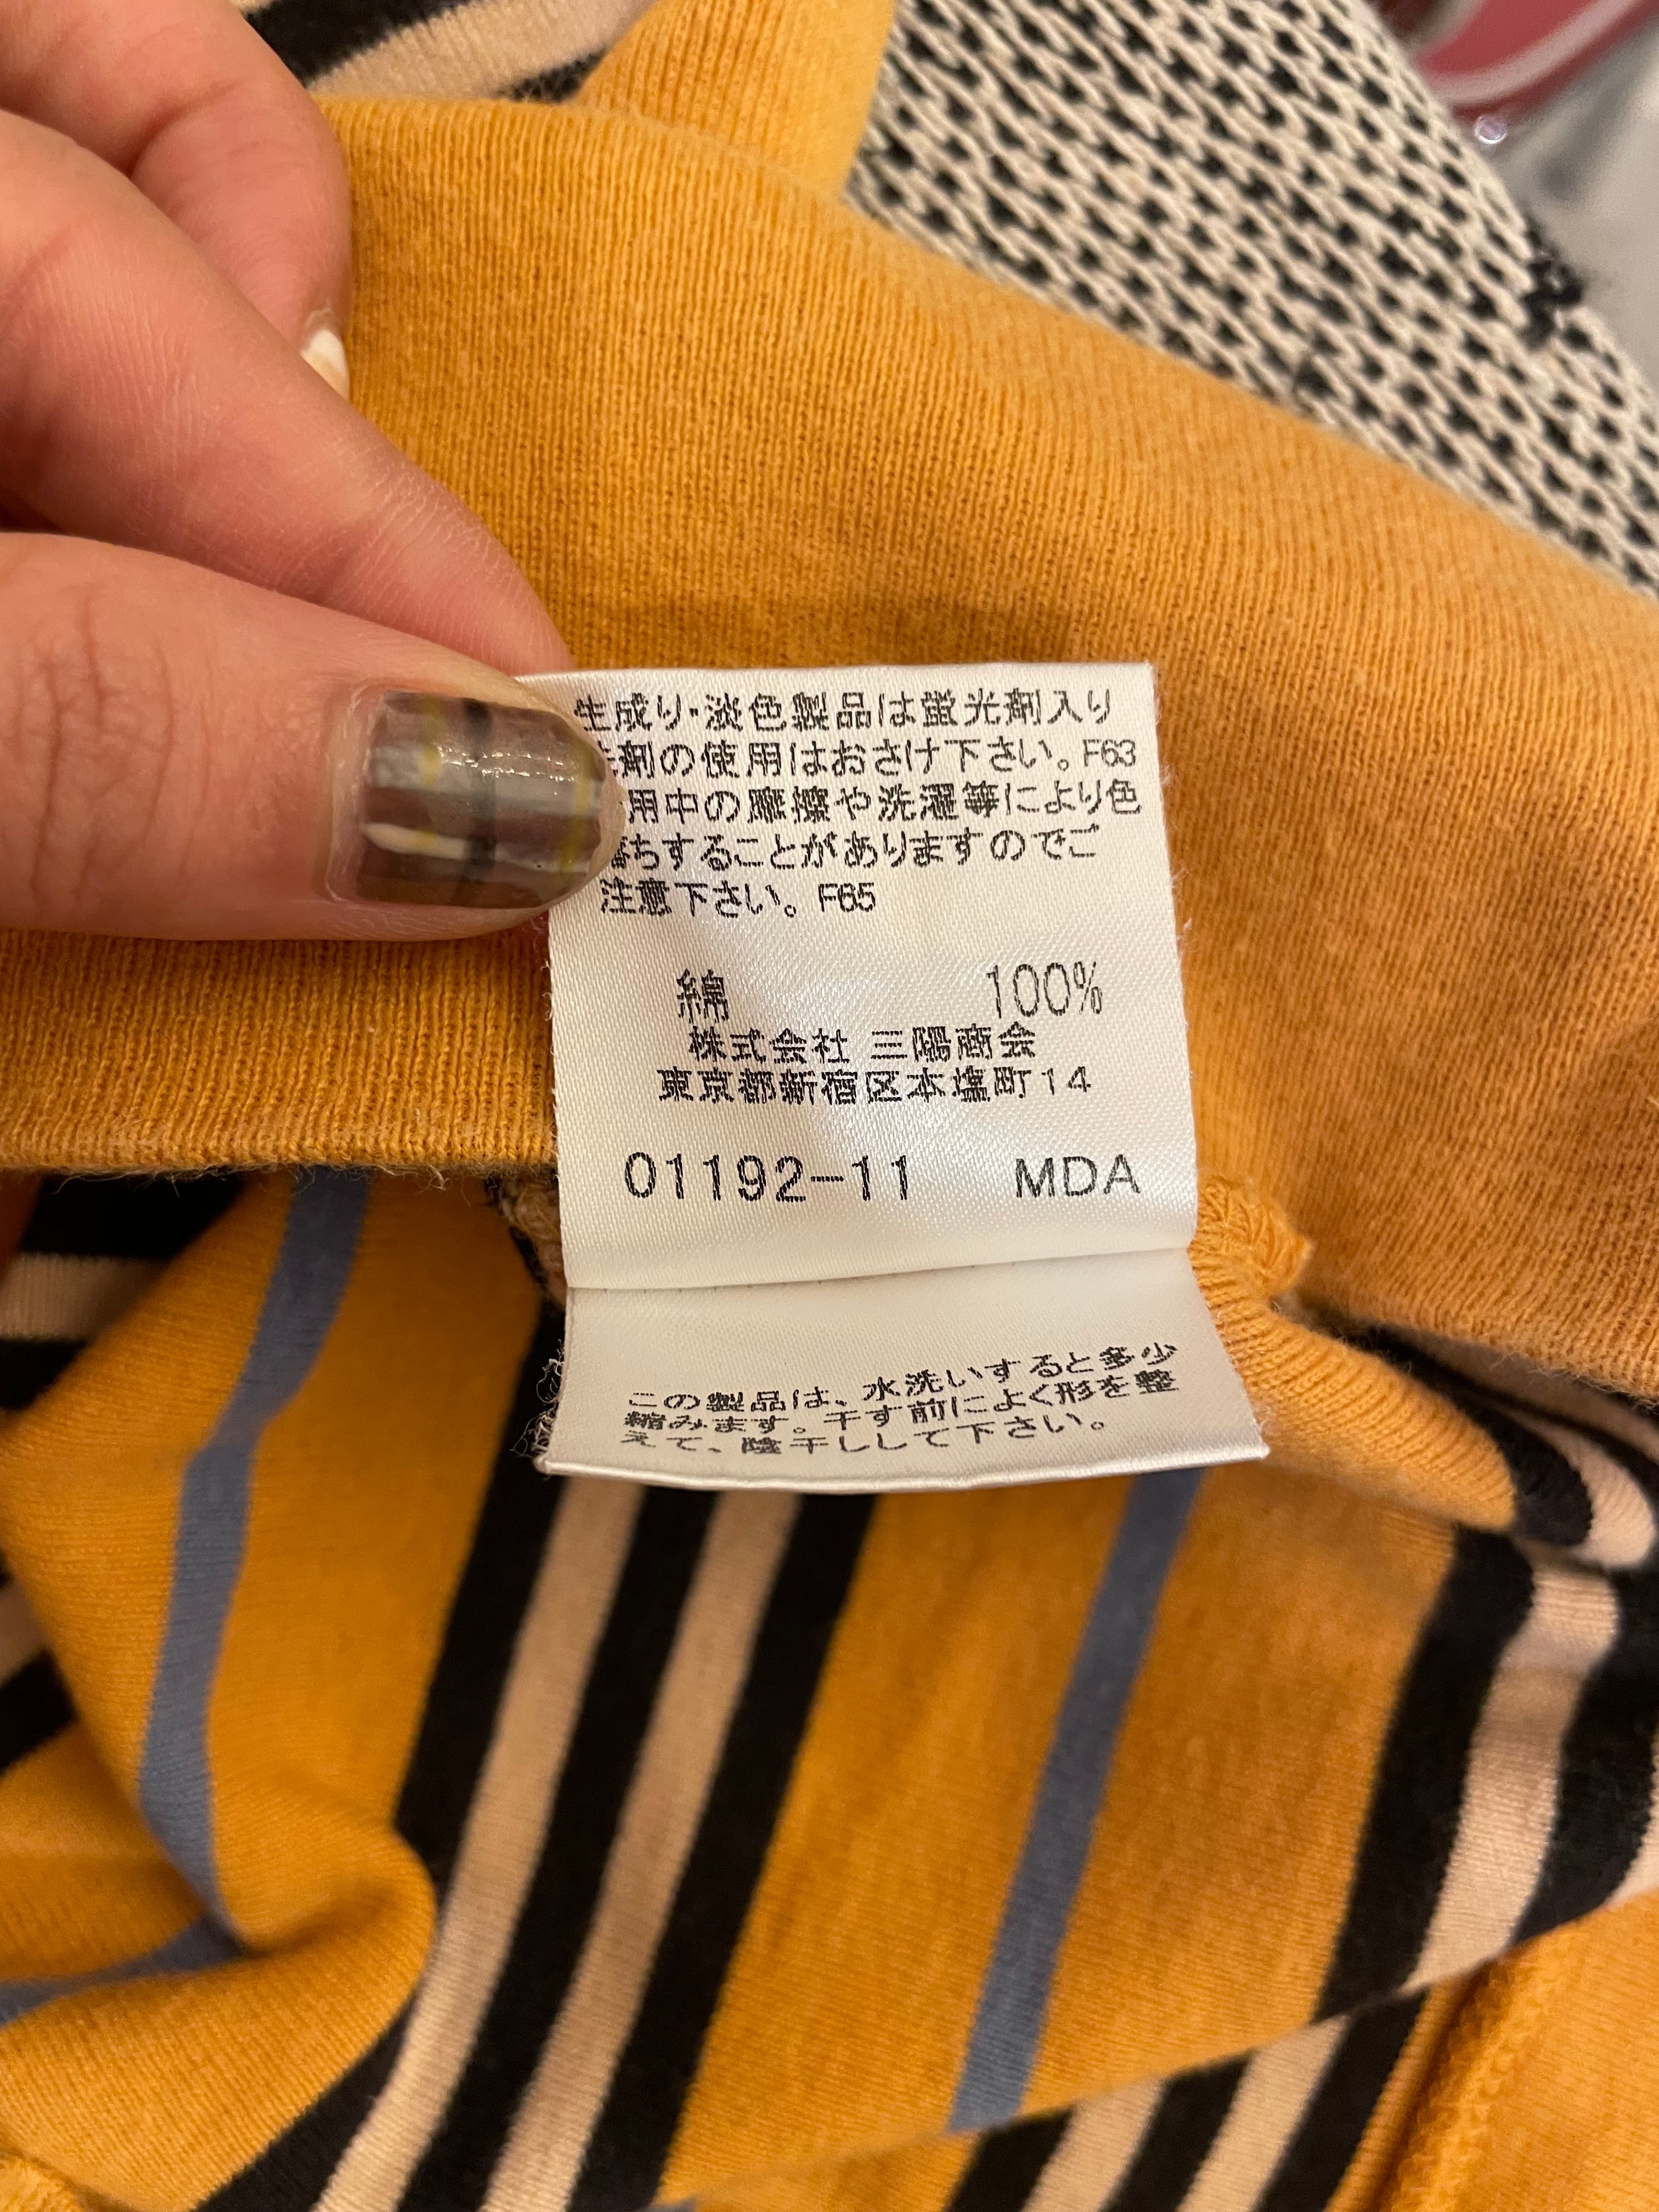 生成り・淡色製品は蛍光剤入り
洗剤の使用はおさけ下さい。F63
用中の摩擦や洗濯等により色
落ちすることがありますのでご
注意下さい。F65
綿 100%
株式会社 三陽商会
東京都新宿区本塩町14
01192-11 MDA
この製品は、水洗いすると多少
縮みます。干す前によく形を整
えて、陰干しして下さい。